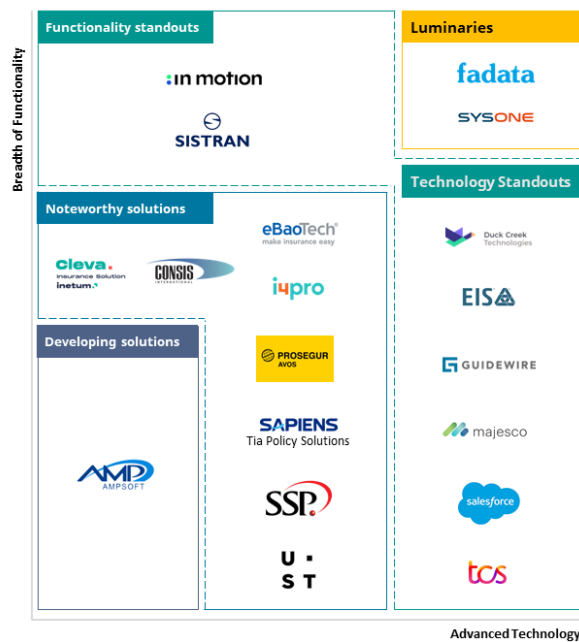 Breadth of Functionality
Functionality standouts
in motion
SISTRAN
Luminaries
fadata
SYSONE
Noteworthy solutions
Cleva.
Insurance Solution
inetum.
CONSIS
INTERNATIONAL
eBaoTech®
make insurance easy
i4pro
PROSEGUR
AVOS
SAPIENS
Tia Policy Solutions
SSP.
U.
ST
Technology Standouts
Duck Creek
Technologies
EIS
GUIDEWIRE
majesco
salesforce
tcs
Developing solutions
AMP
AMPSOFT
Advanced Technology